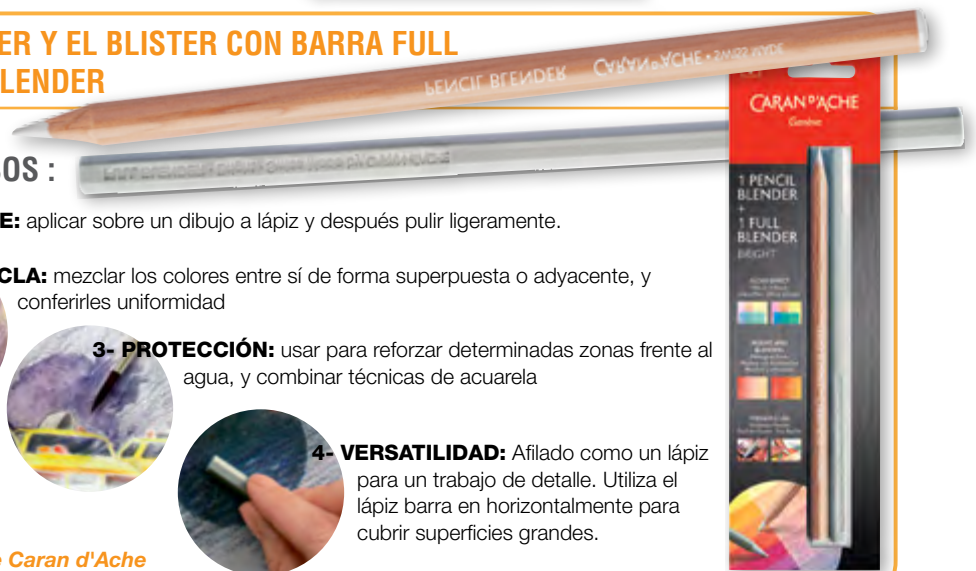 ER Y EL BLISTER CON BARRA FULL
LENDER
PENCIL BLENDER CARAN D'ACHE • SWISS MADE
OS :
E: aplicar sobre un dibujo a lápiz y después pulir ligeramente.
CLA: mezclar los colores entre sí de forma superpuesta o adyacente, y
conferirles uniformidad
3- PROTECCIÓN: usar para reforzar determinadas zonas frente al
agua, y combinar técnicas de acuarela
4- VERSATILIDAD: Afilado como un lápiz
para un trabajo de detalle. Utiliza el
lápiz barra en horizontalmente para
cubrir superficies grandes.
e Caran d'Ache
CARAN D'ACHE
Genève
1 PENCIL
BLENDER
+
1 FULL
BLENDER
BRIGHT